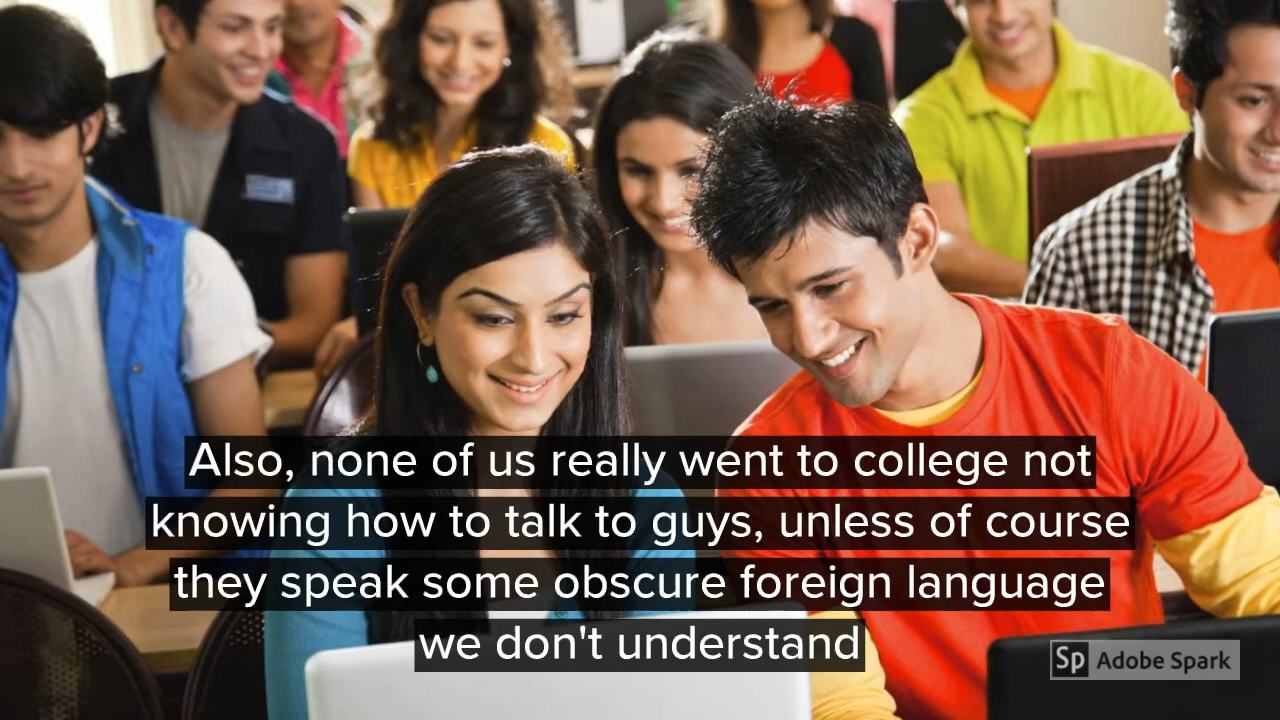 Also, none of us really went to college not
knowing how to talk to guys, unless of course
they speak some obscure foreign language
we don't understand
Sp Adobe Spark